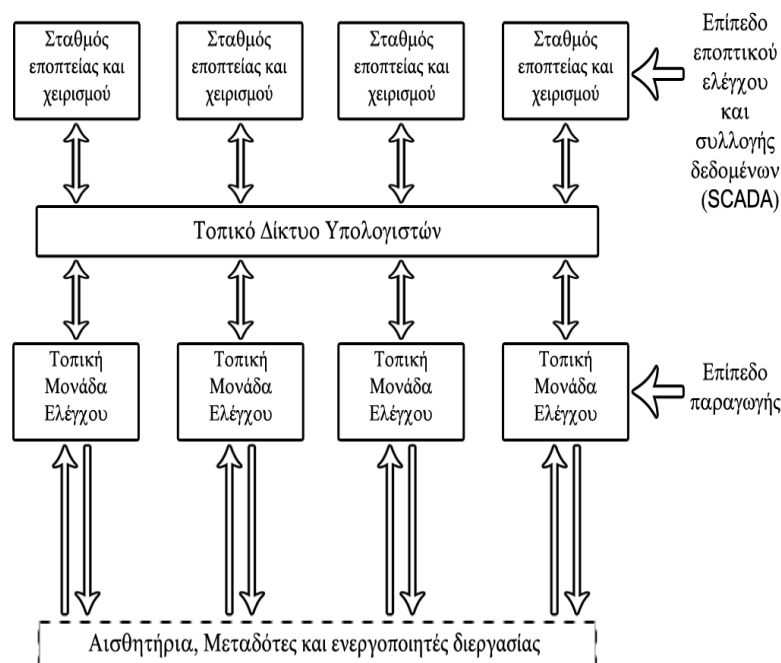 Σταθμός
εποπτείας και
χειρισμού
Σταθμός
εποπτείας και
χειρισμού
Σταθμός
εποπτείας και
χειρισμού
Σταθμός
εποπτείας και
χειρισμού
Επίπεδο
εποπτικού
ελέγχου
και
συλλογής
δεδομένων
(SCADA)
Τοπικό Δίκτυο Υπολογιστών
Τοπική
Μονάδα
Ελέγχου
Τοπική
Μονάδα
Ελέγχου
Τοπική
Μονάδα
Ελέγχου
Τοπική
Μονάδα
Ελέγχου
Επίπεδο
παραγωγής
Αισθητήρια, Μεταδότες και ενεργοποιητές διεργασίας